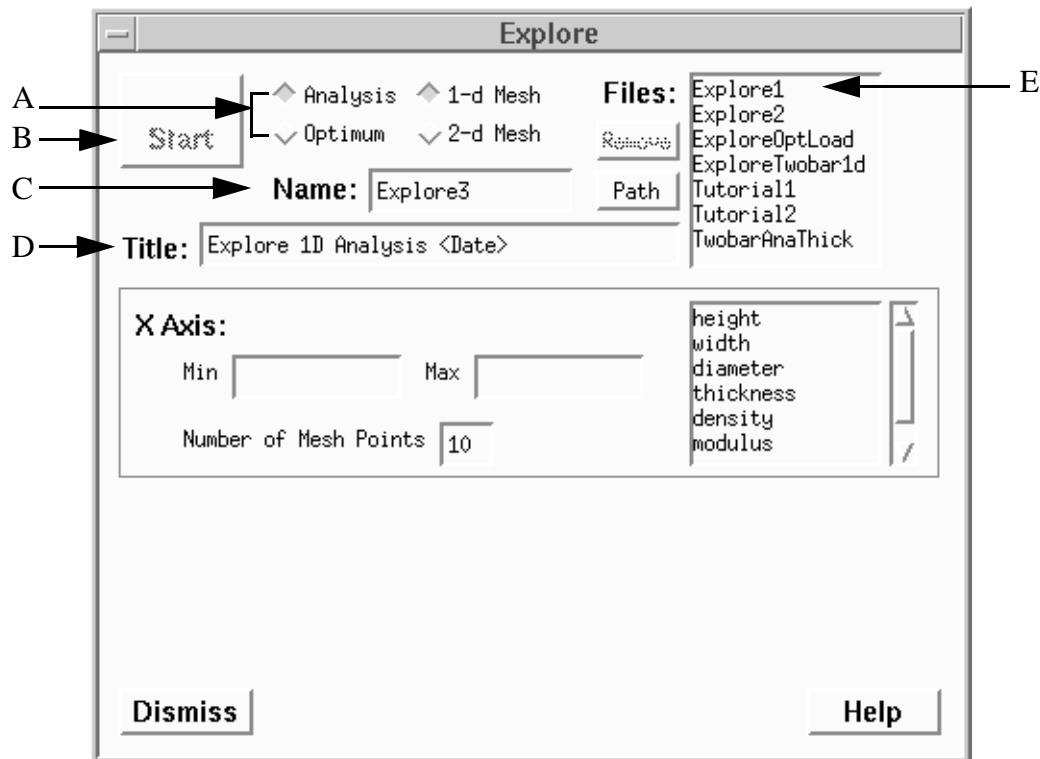 Explore
A
B
C
D
E
Start
Analysis
1-d Mesh
Optimum
2-d Mesh
Files:
Remove
Path
Explore1
Explore2
ExploreOptLoad
ExploreTwobar1d
Tutorial1
Tutorial2
TwobarAnaThick
Name: Explore3
Title: Explore 1D Analysis <Date>
X Axis:
Min
Max
Number of Mesh Points 10
height
width
diameter
thickness
density
modulus
Dismiss
Help